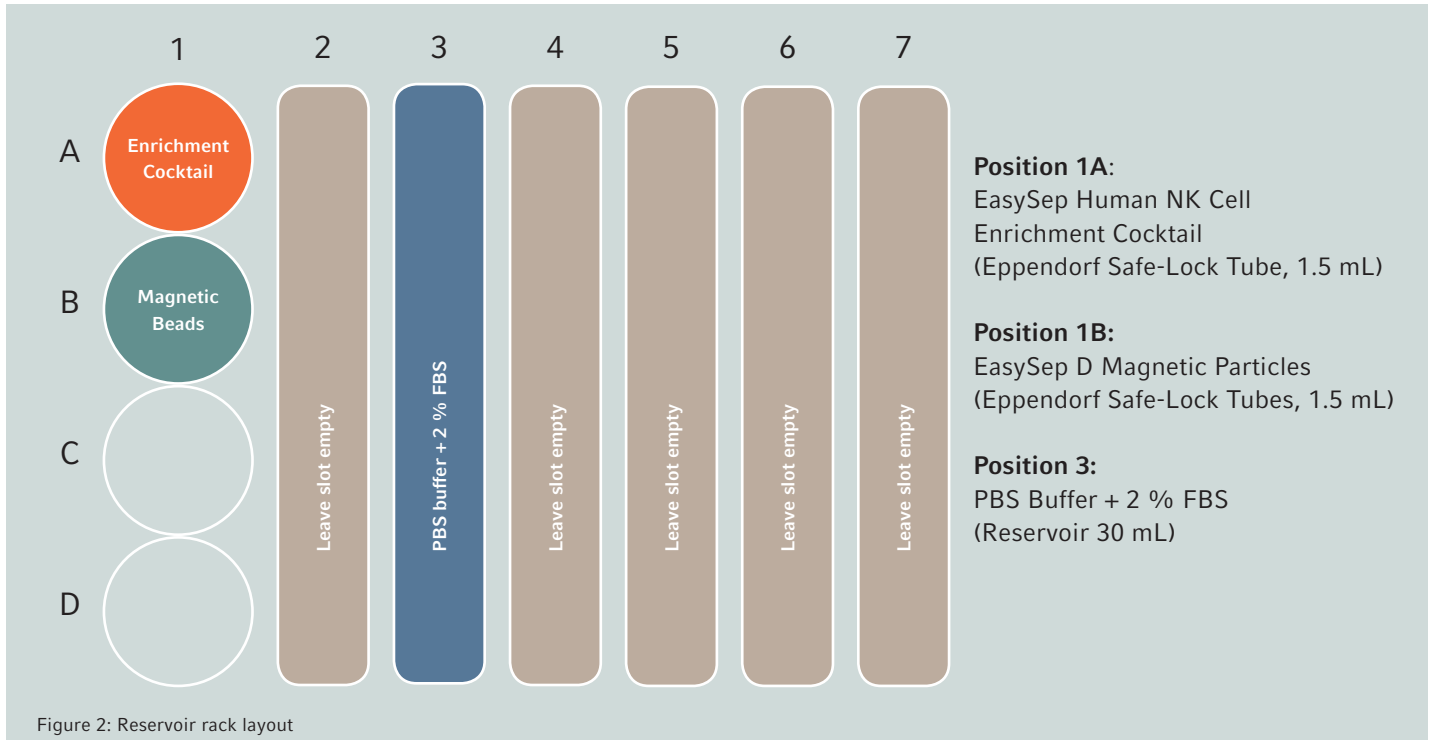 1 2 3 4 5 6 7
A
Enrichment
Cocktail
B
Magnetic
Beads
C
D
Leave slot empty
PBS buffer + 2 % FBS
Leave slot empty
Leave slot empty
Leave slot empty
Leave slot empty
Position 1A:
EasySep Human NK Cell
Enrichment Cocktail
(Eppendorf Safe-Lock Tube, 1.5 mL)
Position 1B:
EasySep D Magnetic Particles
(Eppendorf Safe-Lock Tubes, 1.5 mL)
Position 3:
PBS Buffer + 2 % FBS
(Reservoir 30 mL)
Figure 2: Reservoir rack layout